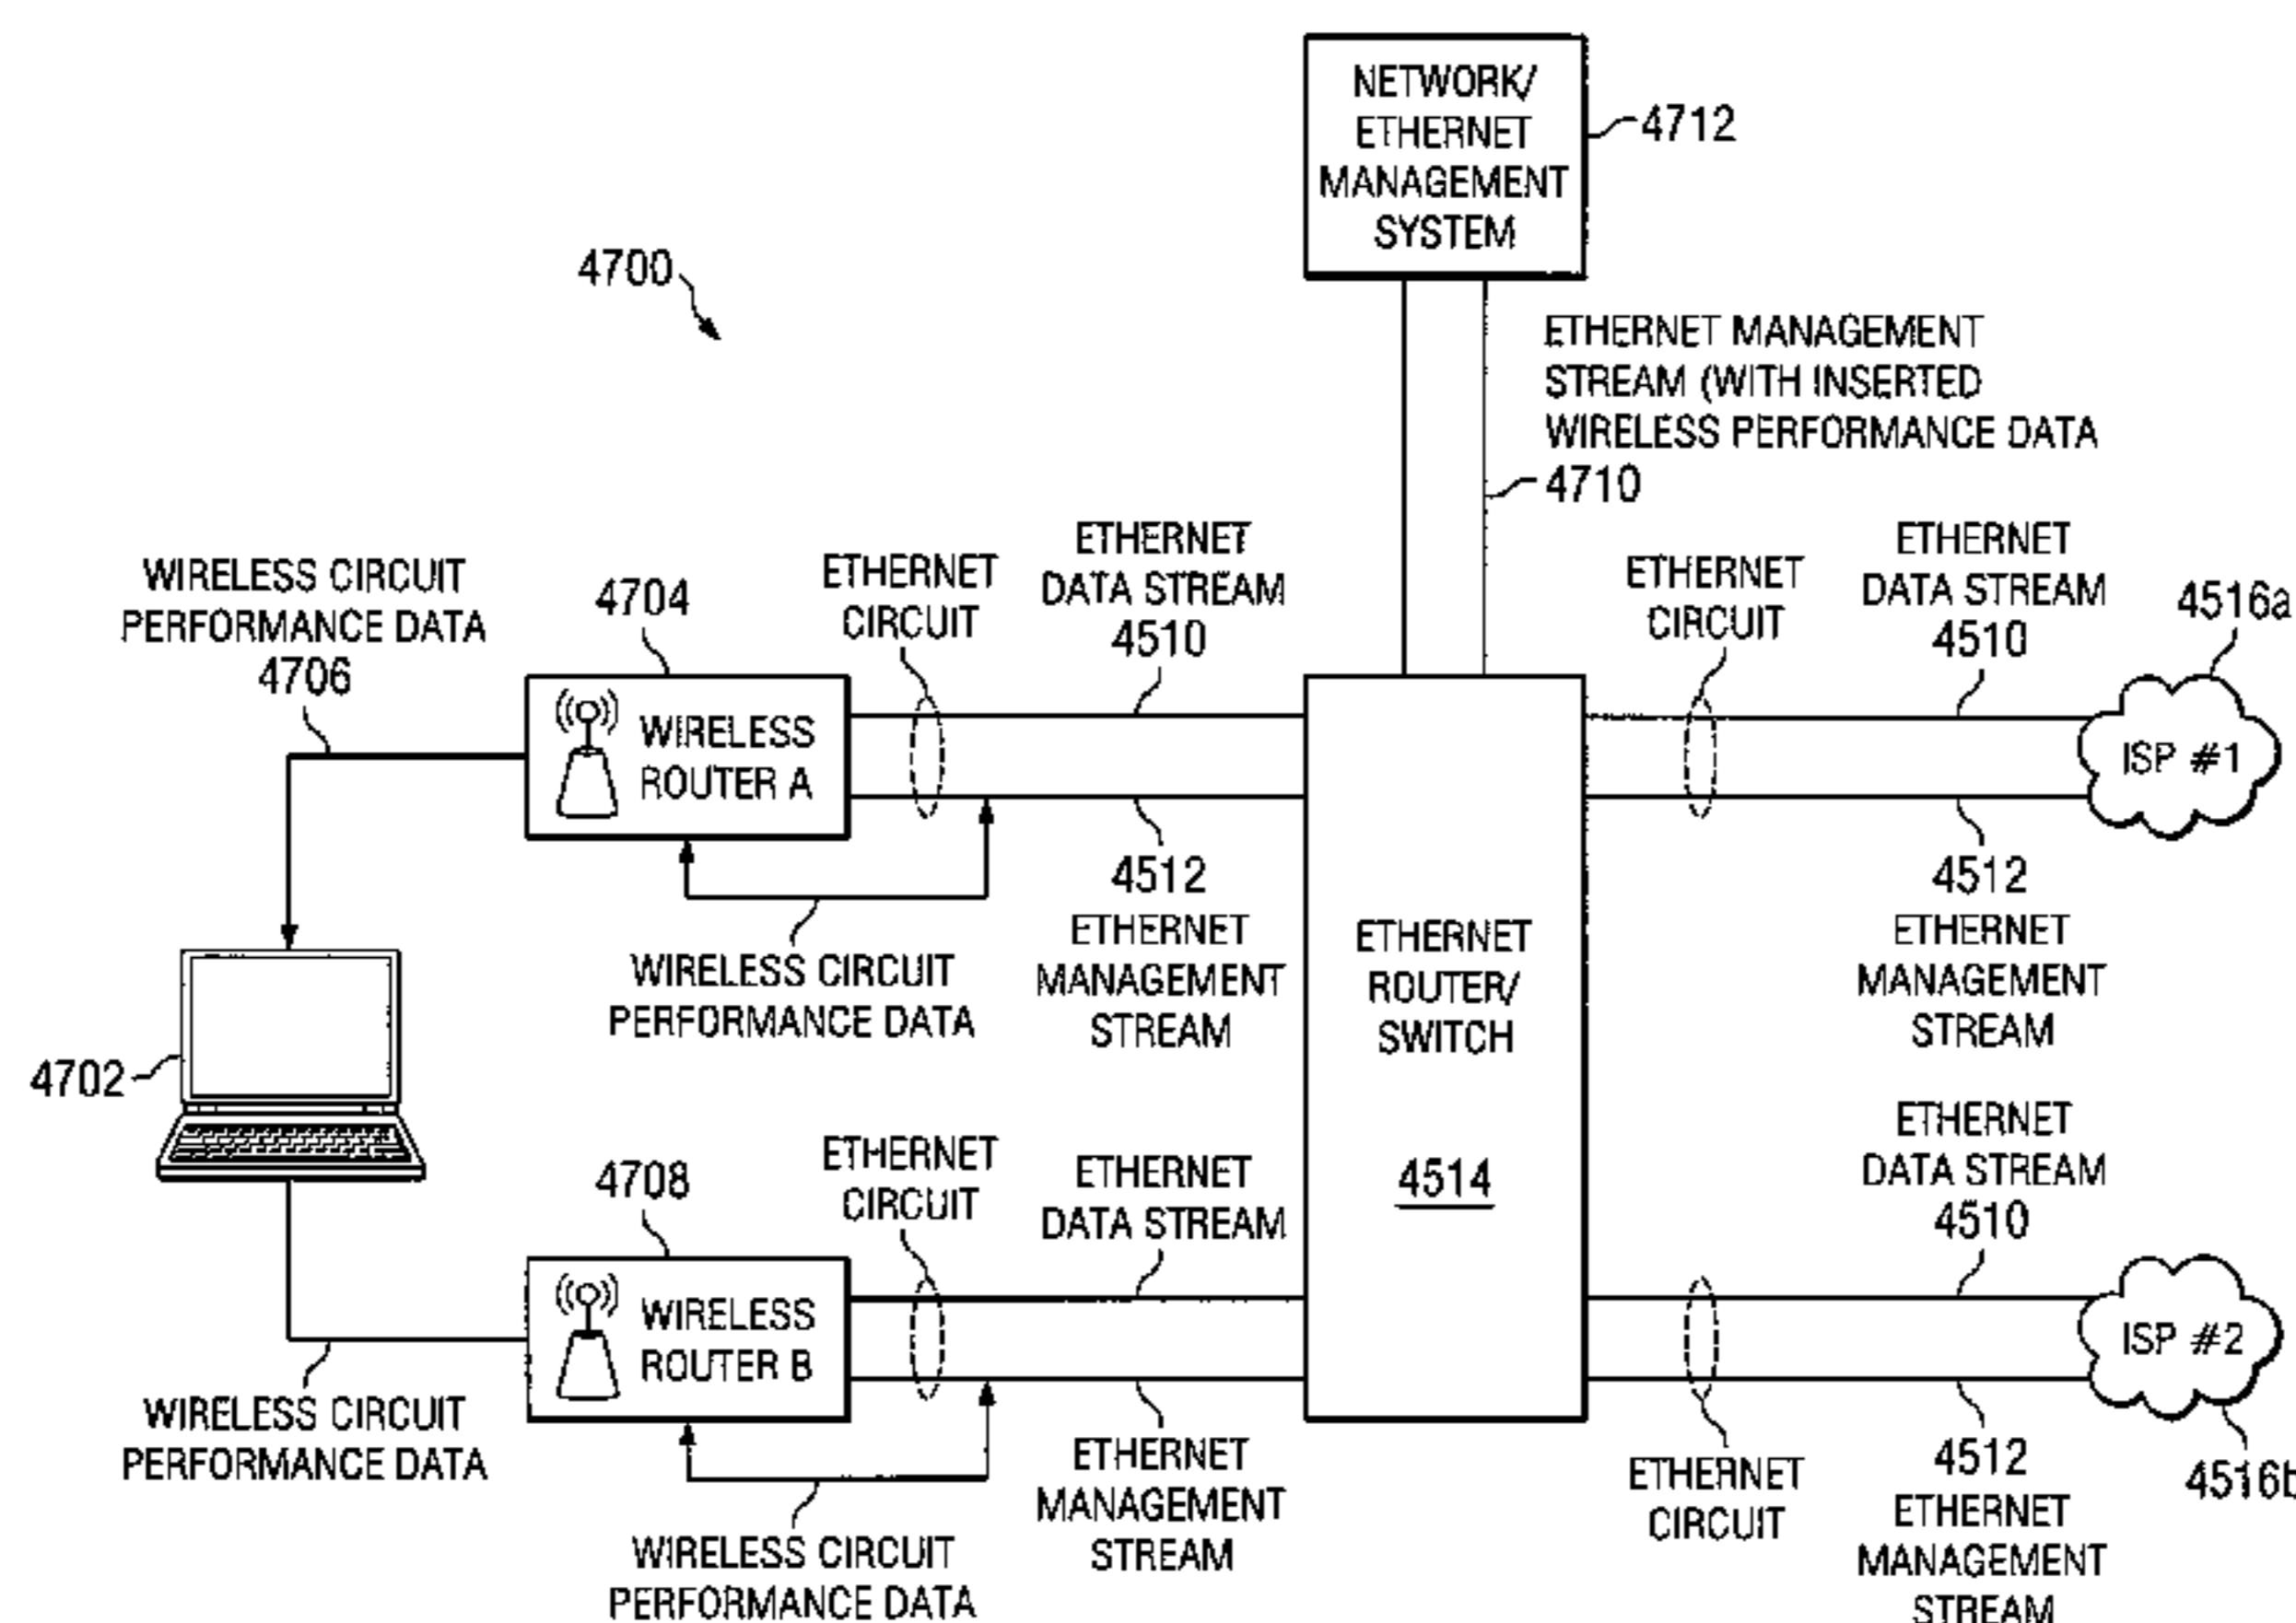 NETWORK/
ETHERNET
MANAGEMENT
SYSTEM
4712
4700
ETHERNET MANAGEMENT
STREAM (WITH INSERTED
WIRELESS PERFORMANCE DATA
4710
WIRELESS CIRCUIT
PERFORMANCE DATA
4706
4704
ETHERNET
CIRCUIT
ETHERNET
DATA STREAM
4510
ETHERNET
CIRCUIT
ETHERNET
DATA STREAM
4510
4516a
WIRELESS
ROUTER A
ISP #1
4512
ETHERNET
MANAGEMENT
STREAM
4512
ETHERNET
MANAGEMENT
STREAM
WIRELESS CIRCUIT
PERFORMANCE DATA
ETHERNET
ROUTER/
SWITCH
4514
4702
4708
ETHERNET
CIRCUIT
ETHERNET
DATA STREAM
ETHERNET
DATA STREAM
4510
WIRELESS
ROUTER B
ISP #2
WIRELESS CIRCUIT
PERFORMANCE DATA
ETHERNET
MANAGEMENT
STREAM
ETHERNET
CIRCUIT
4512
ETHERNET
MANAGEMENT
STREAM
4516b
WIRELESS CIRCUIT
PERFORMANCE DATA